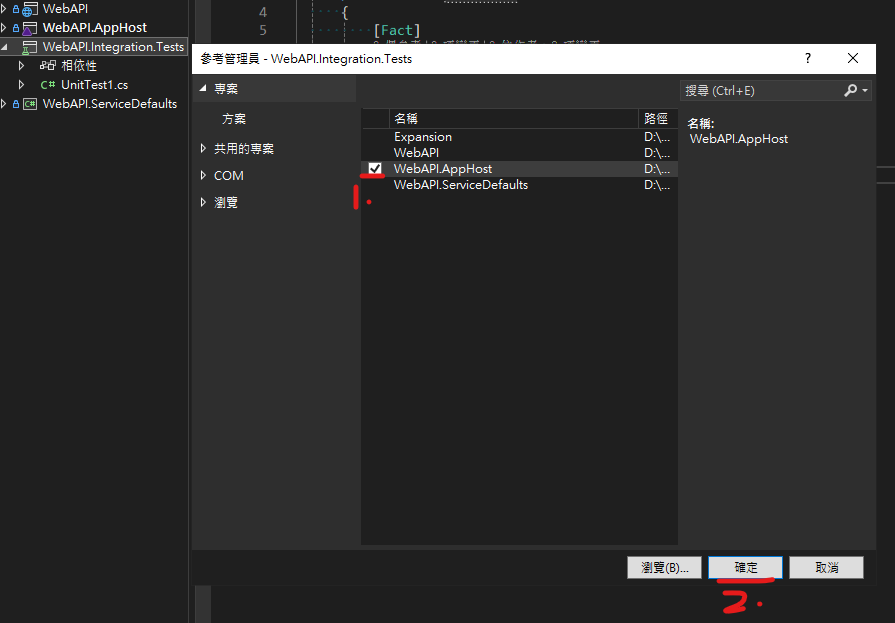 WebAPI
WebAPI.AppHost
WebAPI.Integration.Tests
相依性
C# UnitTest1.cs
C# WebAPI.ServiceDefaults
4 {
5 [Fact]
參考管理員 - WebAPI.Integration.Tests ?
專案
方案
共用的專案
COM
瀏覽
名稱 路徑
Expansion D:\...
WebAPI D:\...
WebAPI.AppHost D:\...
WebAPI.ServiceDefaults D:\...
1.
搜尋 (Ctrl+E)
名稱:
WebAPI.AppHost
瀏覽(B)... 確定 取消
2.